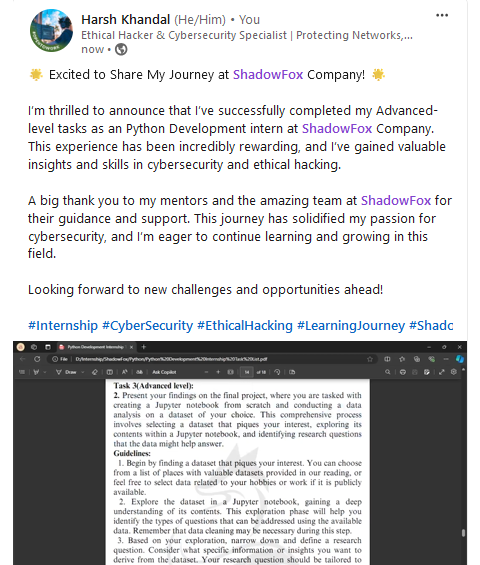 Harsh Khandal (He/Him) • You
Ethical Hacker & Cybersecurity Specialist | Protecting Networks,...
now •
Excited to Share My Journey at ShadowFox Company!
I'm thrilled to announce that I've successfully completed my Advanced-
level tasks as an Python Development intern at ShadowFox Company.
This experience has been incredibly rewarding, and I've gained valuable
insights and skills in cybersecurity and ethical hacking.
A big thank you to my mentors and the amazing team at ShadowFox for
their guidance and support. This journey has solidified my passion for
cybersecurity, and I'm eager to continue learning and growing in this
field.
Looking forward to new challenges and opportunities ahead!
#Internship #CyberSecurity #EthicalHacking #LearningJourney #Shado
Python Development Internship
File D:/Internship/ShadowFox/Python/Python%20Development%20Internship%20Task%20List.pdf
Draw Ask Copilot 14 of 18
Task 3(Advanced level):
2. Present your findings on the final project, where you are tasked with
creating a Jupyter notebook from scratch and conducting a data
analysis on a dataset of your choice. This comprehensive process
involves selecting a dataset that piques your interest, exploring its
contents within a Jupyter notebook, and identifying research questions
that the data might help answer.
Guidelines:
1. Begin by finding a dataset that piques your interest. You can choose
from a list of places with valuable datasets provided in our reading, or
feel free to select data related to your hobbies or work if it is publicly
available.
2. Explore the dataset in a Jupyter notebook, gaining a deep
understanding of its contents. This exploration phase will help you
identify the types of questions that can be addressed using the available
data. Remember that data cleaning may be necessary during this step.
3. Based on your exploration, narrow down and define a research
question. Consider what specific information or insights you want to
derive from the dataset. Your research question should be tailored to